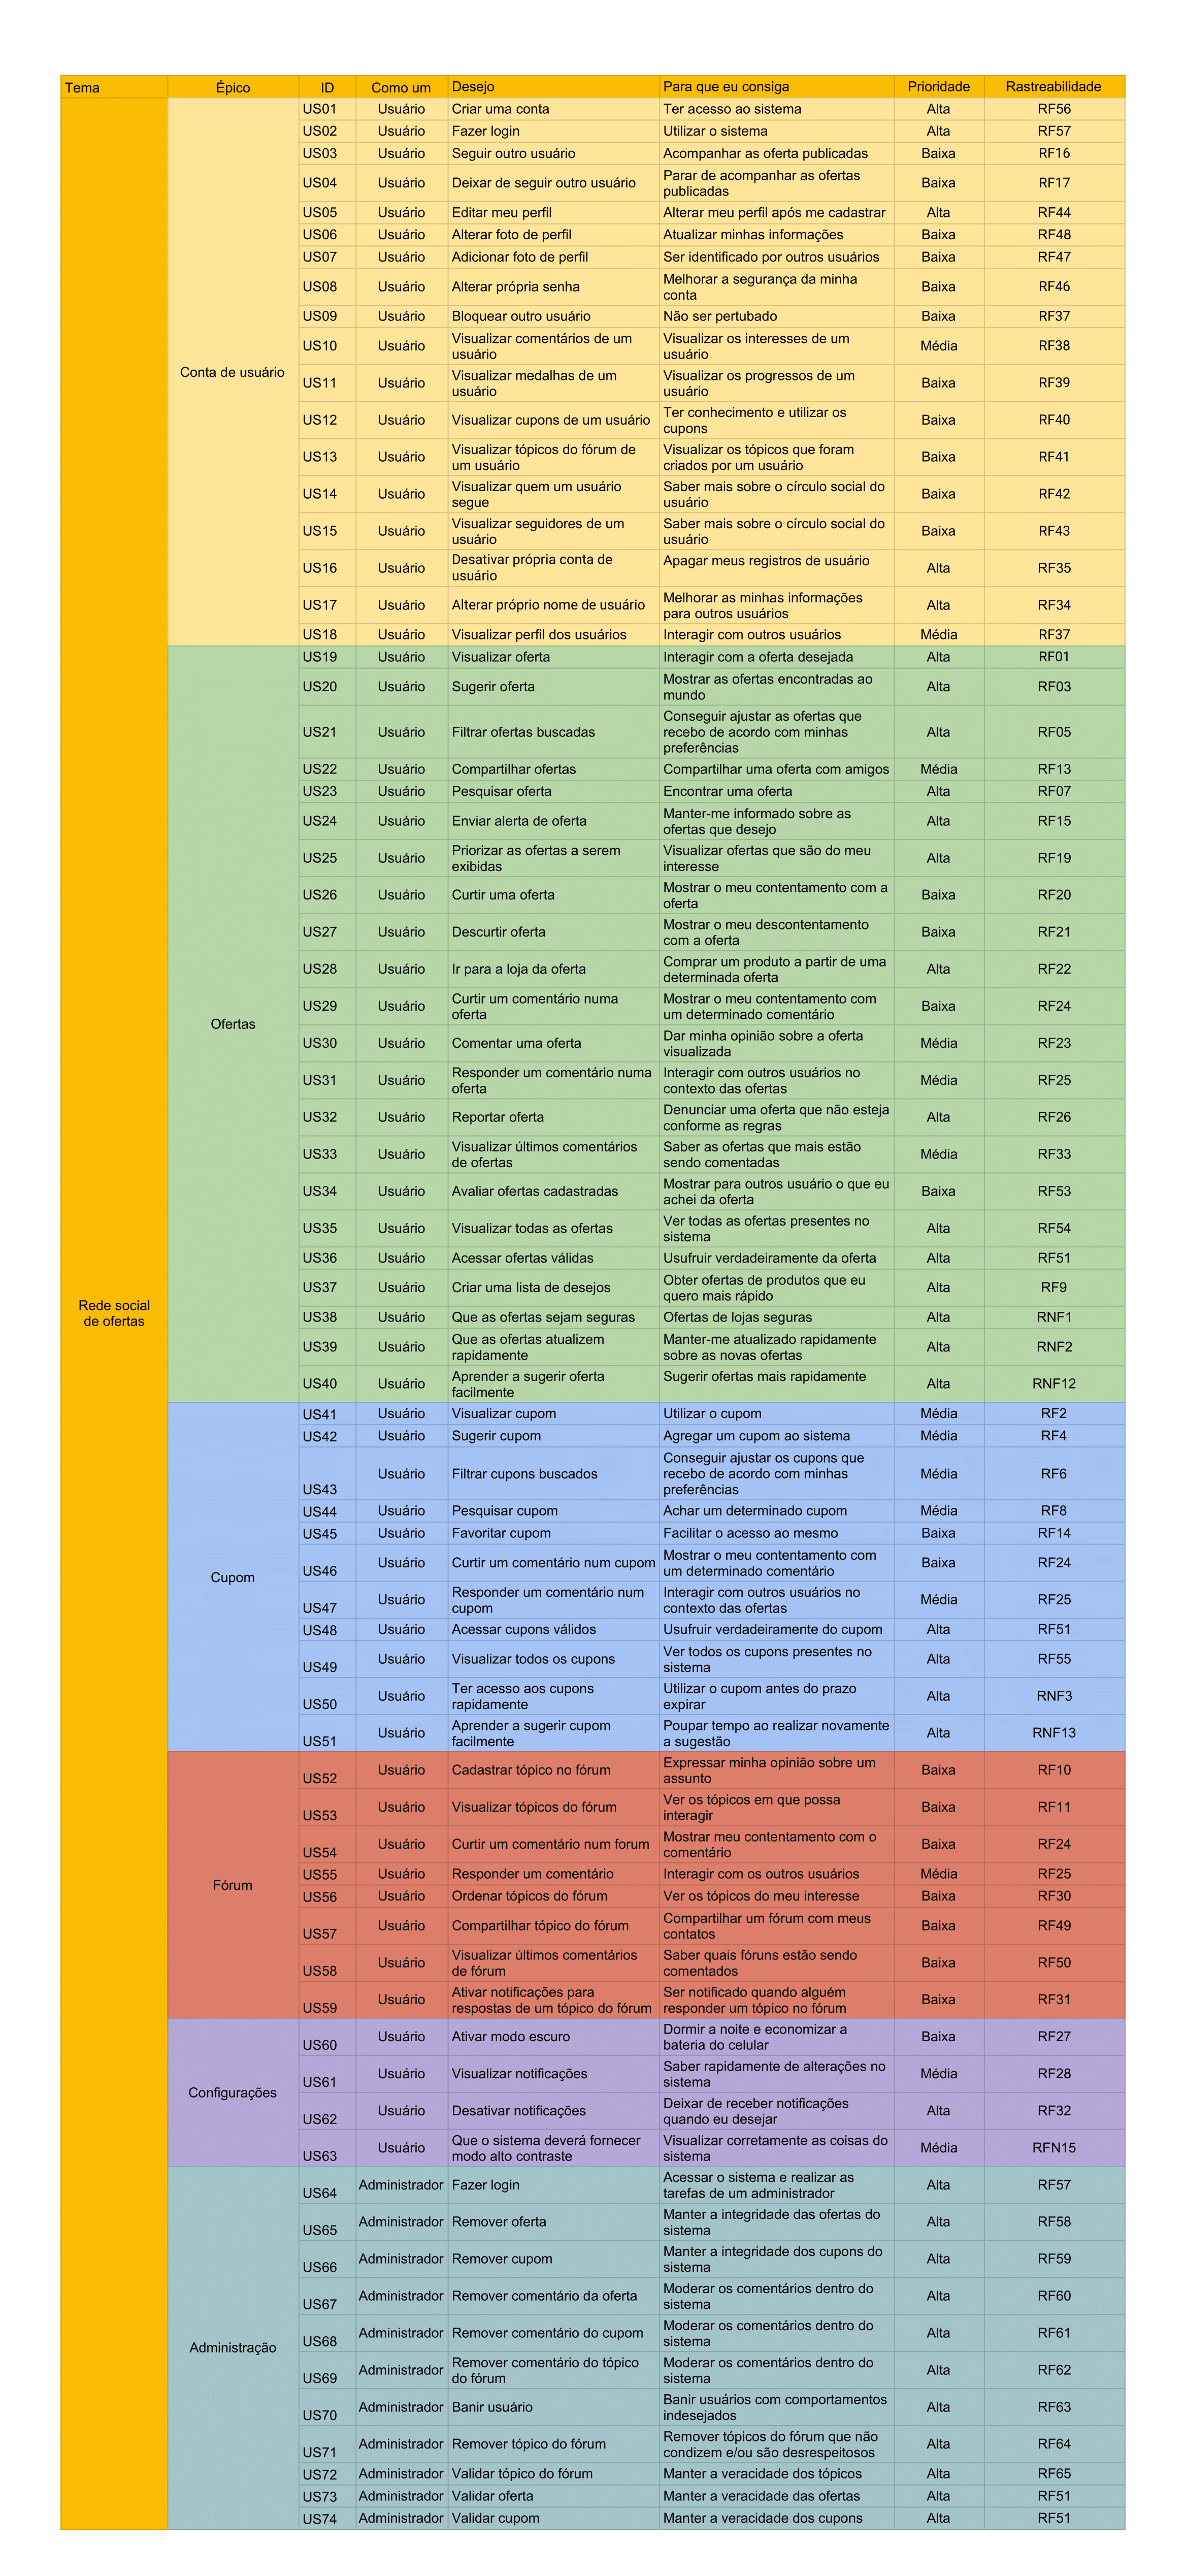 Tema Épico ID Como um Desejo Para que eu consiga Prioridade Rastreabilidade
Rede social
de ofertas
Conta de usuário
US01 Usuário Criar uma conta Ter acesso ao sistema Alta RF56
US02 Usuário Fazer login Utilizar o sistema Alta RF57
US03 Usuário Seguir outro usuário Acompanhar as oferta publicadas Baixa RF16
US04 Usuário Deixar de seguir outro usuário Parar de acompanhar as ofertas
publicadas Baixa RF17
US05 Usuário Editar meu perfil Alterar meu perfil após me cadastrar Alta RF44
US06 Usuário Alterar foto de perfil Atualizar minhas informações Baixa RF48
US07 Usuário Adicionar foto de perfil Ser identificado por outros usuários Baixa RF47
US08 Usuário Alterar própria senha Melhorar a segurança da minha
conta Baixa RF46
US09 Usuário Bloquear outro usuário Não ser pertubado Baixa RF37
US10 Usuário Visualizar comentários de um
usuário Visualizar os interesses de um
usuário Média RF38
US11 Usuário Visualizar medalhas de um
usuário Visualizar os progressos de um
usuário Baixa RF39
US12 Usuário Visualizar cupons de um usuário Ter conhecimento e utilizar os
cupons Baixa RF40
US13 Usuário Visualizar tópicos do fórum de
um usuário Visualizar os tópicos que foram
criados por um usuário Baixa RF41
US14 Usuário Visualizar quem um usuário
segue Saber mais sobre o círculo social do
usuário Baixa RF42
US15 Usuário Visualizar seguidores de um
usuário Saber mais sobre o círculo social do
usuário Baixa RF43
US16 Usuário Desativar própria conta de
usuário Apagar meus registros de usuário Alta RF35
US17 Usuário Alterar próprio nome de usuário Melhorar as minhas informações
para outros usuários Alta RF34
US18 Usuário Visualizar perfil dos usuários Interagir com outros usuários Média RF37
Ofertas
US19 Usuário Visualizar oferta Interagir com a oferta desejada Alta RF01
US20 Usuário Sugerir oferta Mostrar as ofertas encontradas ao
mundo Alta RF03
US21 Usuário Filtrar ofertas buscadas Conseguir ajustar as ofertas que
recebo de acordo com minhas
preferências Alta RF05
US22 Usuário Compartilhar ofertas Compartilhar uma oferta com amigos Média RF13
US23 Usuário Pesquisar oferta Encontrar uma oferta Alta RF07
US24 Usuário Enviar alerta de oferta Manter-me informado sobre as
ofertas que desejo Alta RF15
US25 Usuário Priorizar as ofertas a serem
exibidas Visualizar ofertas que são do meu
interesse Alta RF19
US26 Usuário Curtir uma oferta Mostrar o meu contentamento com a
oferta Baixa RF20
US27 Usuário Descurtir oferta Mostrar o meu descontentamento
com a oferta Baixa RF21
US28 Usuário Ir para a loja da oferta Comprar um produto a partir de uma
determinada oferta Alta RF22
US29 Usuário Curtir um comentário numa
oferta Mostrar o meu contentamento com
um determinado comentário Baixa RF24
US30 Usuário Comentar uma oferta Dar minha opinião sobre a oferta
visualizada Média RF23
US31 Usuário Responder um comentário numa
oferta Interagir com outros usuários no
contexto das ofertas Média RF25
US32 Usuário Reportar oferta Denunciar uma oferta que não esteja
conforme as regras Alta RF26
US33 Usuário Visualizar últimos comentários
de ofertas Saber as ofertas que mais estão
sendo comentadas Média RF33
US34 Usuário Avaliar ofertas cadastradas Mostrar para outros usuário o que eu
achei da oferta Baixa RF53
US35 Usuário Visualizar todas as ofertas Ver todas as ofertas presentes no
sistema Alta RF54
US36 Usuário Acessar ofertas válidas Usufruir verdadeiramente da oferta Alta RF51
US37 Usuário Criar uma lista de desejos Obter ofertas de produtos que eu
quero mais rápido Alta RF9
US38 Usuário Que as ofertas sejam seguras Ofertas de lojas seguras Alta RNF1
US39 Usuário Que as ofertas atualizem
rapidamente Manter-me atualizado rapidamente
sobre as novas ofertas Alta RNF2
US40 Usuário Aprender a sugerir oferta
facilmente Sugerir ofertas mais rapidamente Alta RNF12
Cupom
US41 Usuário Visualizar cupom Utilizar o cupom Média RF2
US42 Usuário Sugerir cupom Agregar um cupom ao sistema Média RF4
US43 Usuário Filtrar cupons buscados Conseguir ajustar os cupons que
recebo de acordo com minhas
preferências Média RF6
US44 Usuário Pesquisar cupom Achar um determinado cupom Média RF8
US45 Usuário Favoritar cupom Facilitar o acesso ao mesmo Baixa RF14
US46 Usuário Curtir um comentário num cupom Mostrar o meu contentamento com
um determinado comentário Baixa RF24
US47 Usuário Responder um comentário num
cupom Interagir com outros usuários no
contexto das ofertas Média RF25
US48 Usuário Acessar cupons válidos Usufruir verdadeiramente do cupom Alta RF51
US49 Usuário Visualizar todos os cupons Ver todos os cupons presentes no
sistema Alta RF55
US50 Usuário Ter acesso aos cupons
rapidamente Utilizar o cupom antes do prazo
expirar Alta RNF3
US51 Usuário Aprender a sugerir cupom
facilmente Poupar tempo ao realizar novamente
a sugestão Alta RNF13
Fórum
US52 Usuário Cadastrar tópico no fórum Expressar minha opinião sobre um
assunto Baixa RF10
US53 Usuário Visualizar tópicos do fórum Ver os tópicos em que possa
interagir Baixa RF11
US54 Usuário Curtir um comentário num forum Mostrar meu contentamento com o
comentário Baixa RF24
US55 Usuário Responder um comentário Interagir com os outros usuários Média RF25
US56 Usuário Ordenar tópicos do fórum Ver os tópicos do meu interesse Baixa RF30
US57 Usuário Compartilhar tópico do fórum Compartilhar um fórum com meus
contatos Baixa RF49
US58 Usuário Visualizar últimos comentários
de fórum Saber quais fóruns estão sendo
comentados Baixa RF50
US59 Usuário Ativar notificações para
respostas de um tópico do fórum Ser notificado quando alguém
responder um tópico no fórum Baixa RF31
Configurações
US60 Usuário Ativar modo escuro Dormir a noite e economizar a
bateria do celular Baixa RF27
US61 Usuário Visualizar notificações Saber rapidamente de alterações no
sistema Média RF28
US62 Usuário Desativar notificações Deixar de receber notificações
quando eu desejar Alta RF32
US63 Usuário Que o sistema deverá fornecer
modo alto contraste Visualizar corretamente as coisas do
sistema Média RFN15
Administração
US64 Administrador Fazer login Acessar o sistema e realizar as
tarefas de um administrador Alta RF57
US65 Administrador Remover oferta Manter a integridade das ofertas do
sistema Alta RF58
US66 Administrador Remover cupom Manter a integridade dos cupons do
sistema Alta RF59
US67 Administrador Remover comentário da oferta Moderar os comentários dentro do
sistema Alta RF60
US68 Administrador Remover comentário do cupom Moderar os comentários dentro do
sistema Alta RF61
US69 Administrador Remover comentário do tópico
do fórum Moderar os comentários dentro do
sistema Alta RF62
US70 Administrador Banir usuário Banir usuários com comportamentos
indesejados Alta RF63
US71 Administrador Remover tópico do fórum Remover tópicos do fórum que não
condizem e/ou são desrespeitosos Alta RF64
US72 Administrador Validar tópico do fórum Manter a veracidade dos tópicos Alta RF65
US73 Administrador Validar oferta Manter a veracidade das ofertas Alta RF51
US74 Administrador Validar cupom Manter a veracidade dos cupons Alta RF51